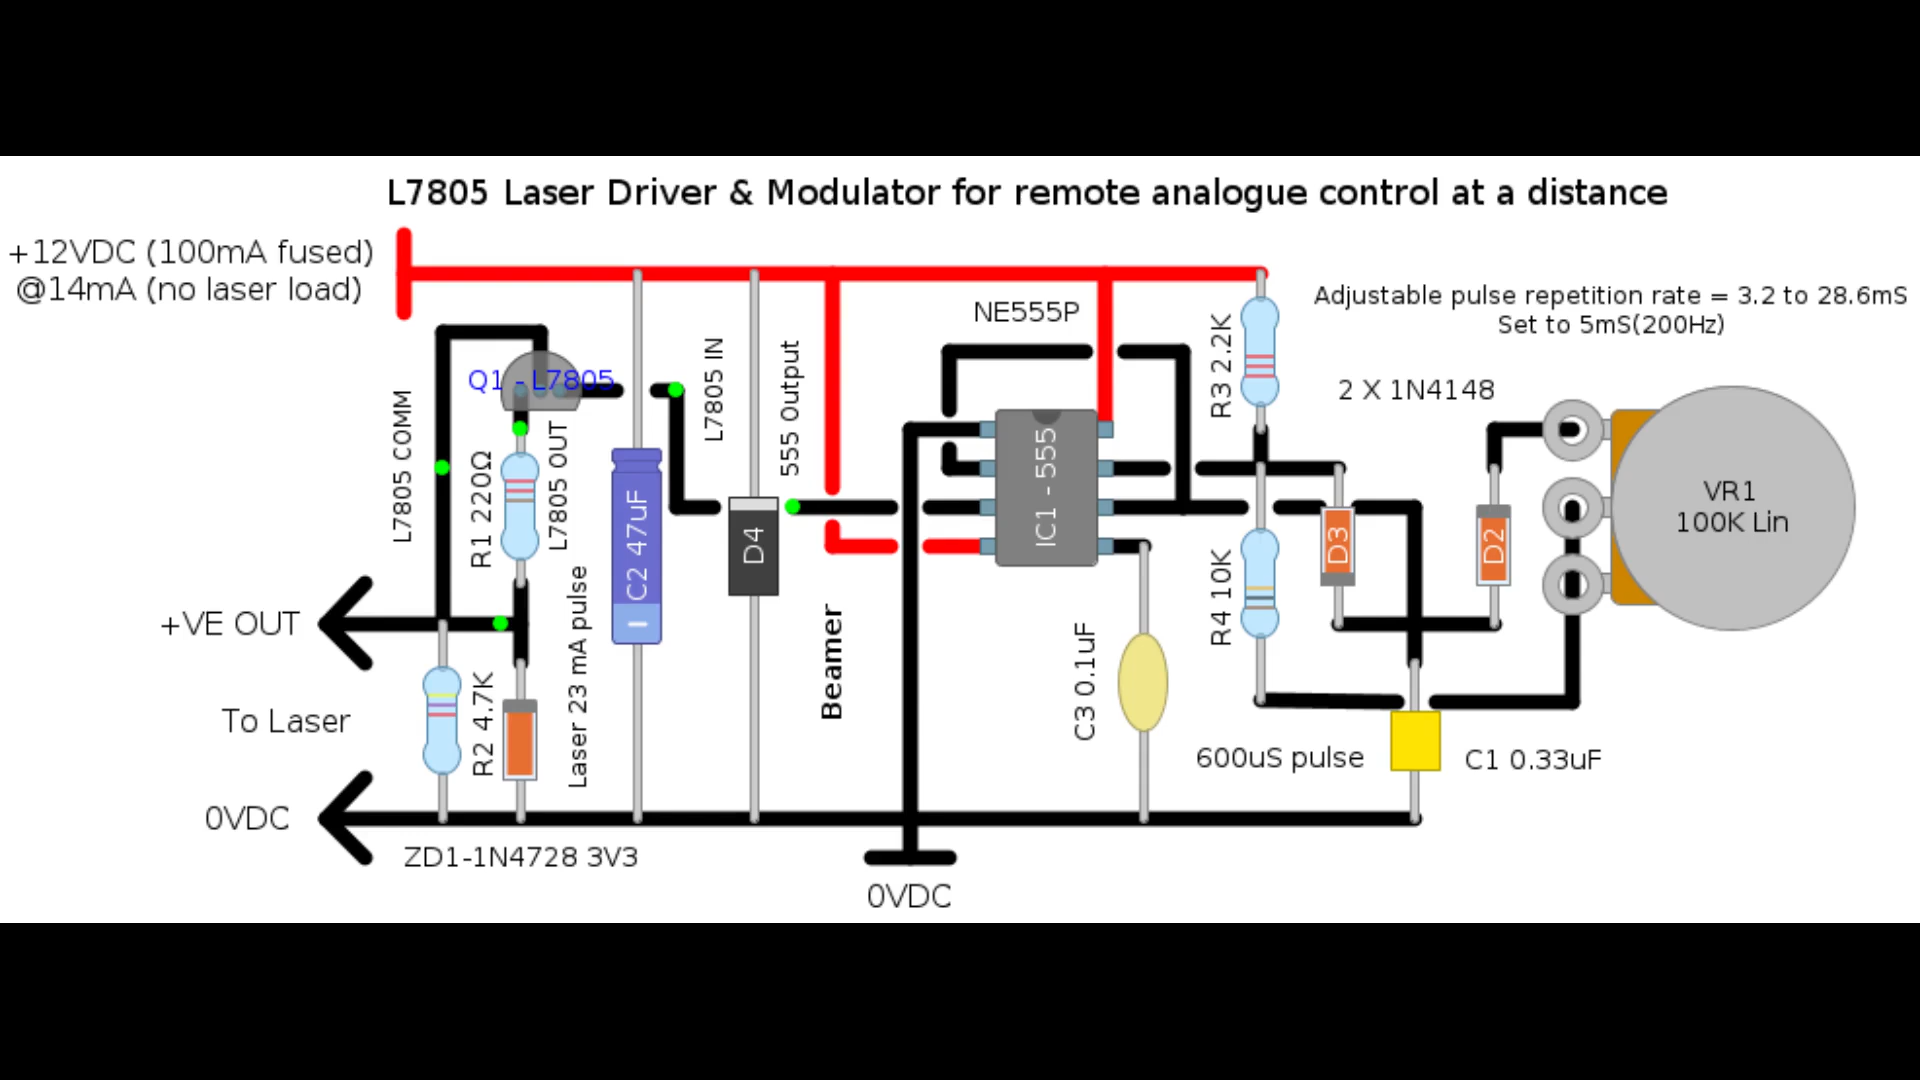 L7805 Laser Driver & Modulator for remote analogue control at a distance
+12VDC (100mA fused)
@14mA (no laser load)
Adjustable pulse repetition rate = 3.2 to 28.6mS
Set to 5mS(200Hz)
NE555P
Q1 - L7805
L7805 COMM
R1 220Ω
L7805 OUT
C2 47uF
L7805 IN
555 Output
D4
IC1 - 555
R3 2.2K
2 X 1N4148
D3
D2
VR1
100K Lin
+VE OUT
To Laser
R2 4.7K
Laser 23 mA pulse
Beamer
C3 0.1uF
R4 10K
600uS pulse
C1 0.33uF
0VDC
ZD1-1N4728 3V3
0VDC